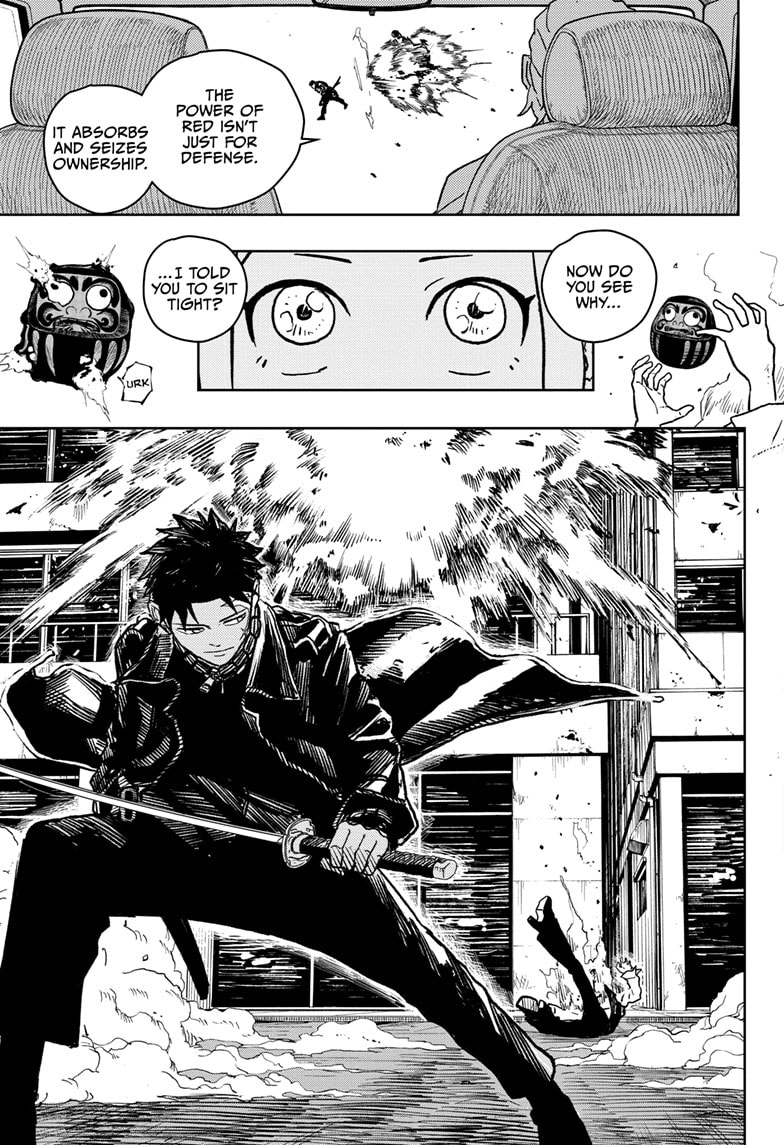 THE
POWER OF
RED ISN'T
JUST FOR
DEFENSE.
IT ABSORBS
AND SEIZES
OWNERSHIP.
NOW DO
YOU SEE
WHY...
...I TOLD
YOU TO SIT
TIGHT?
URK